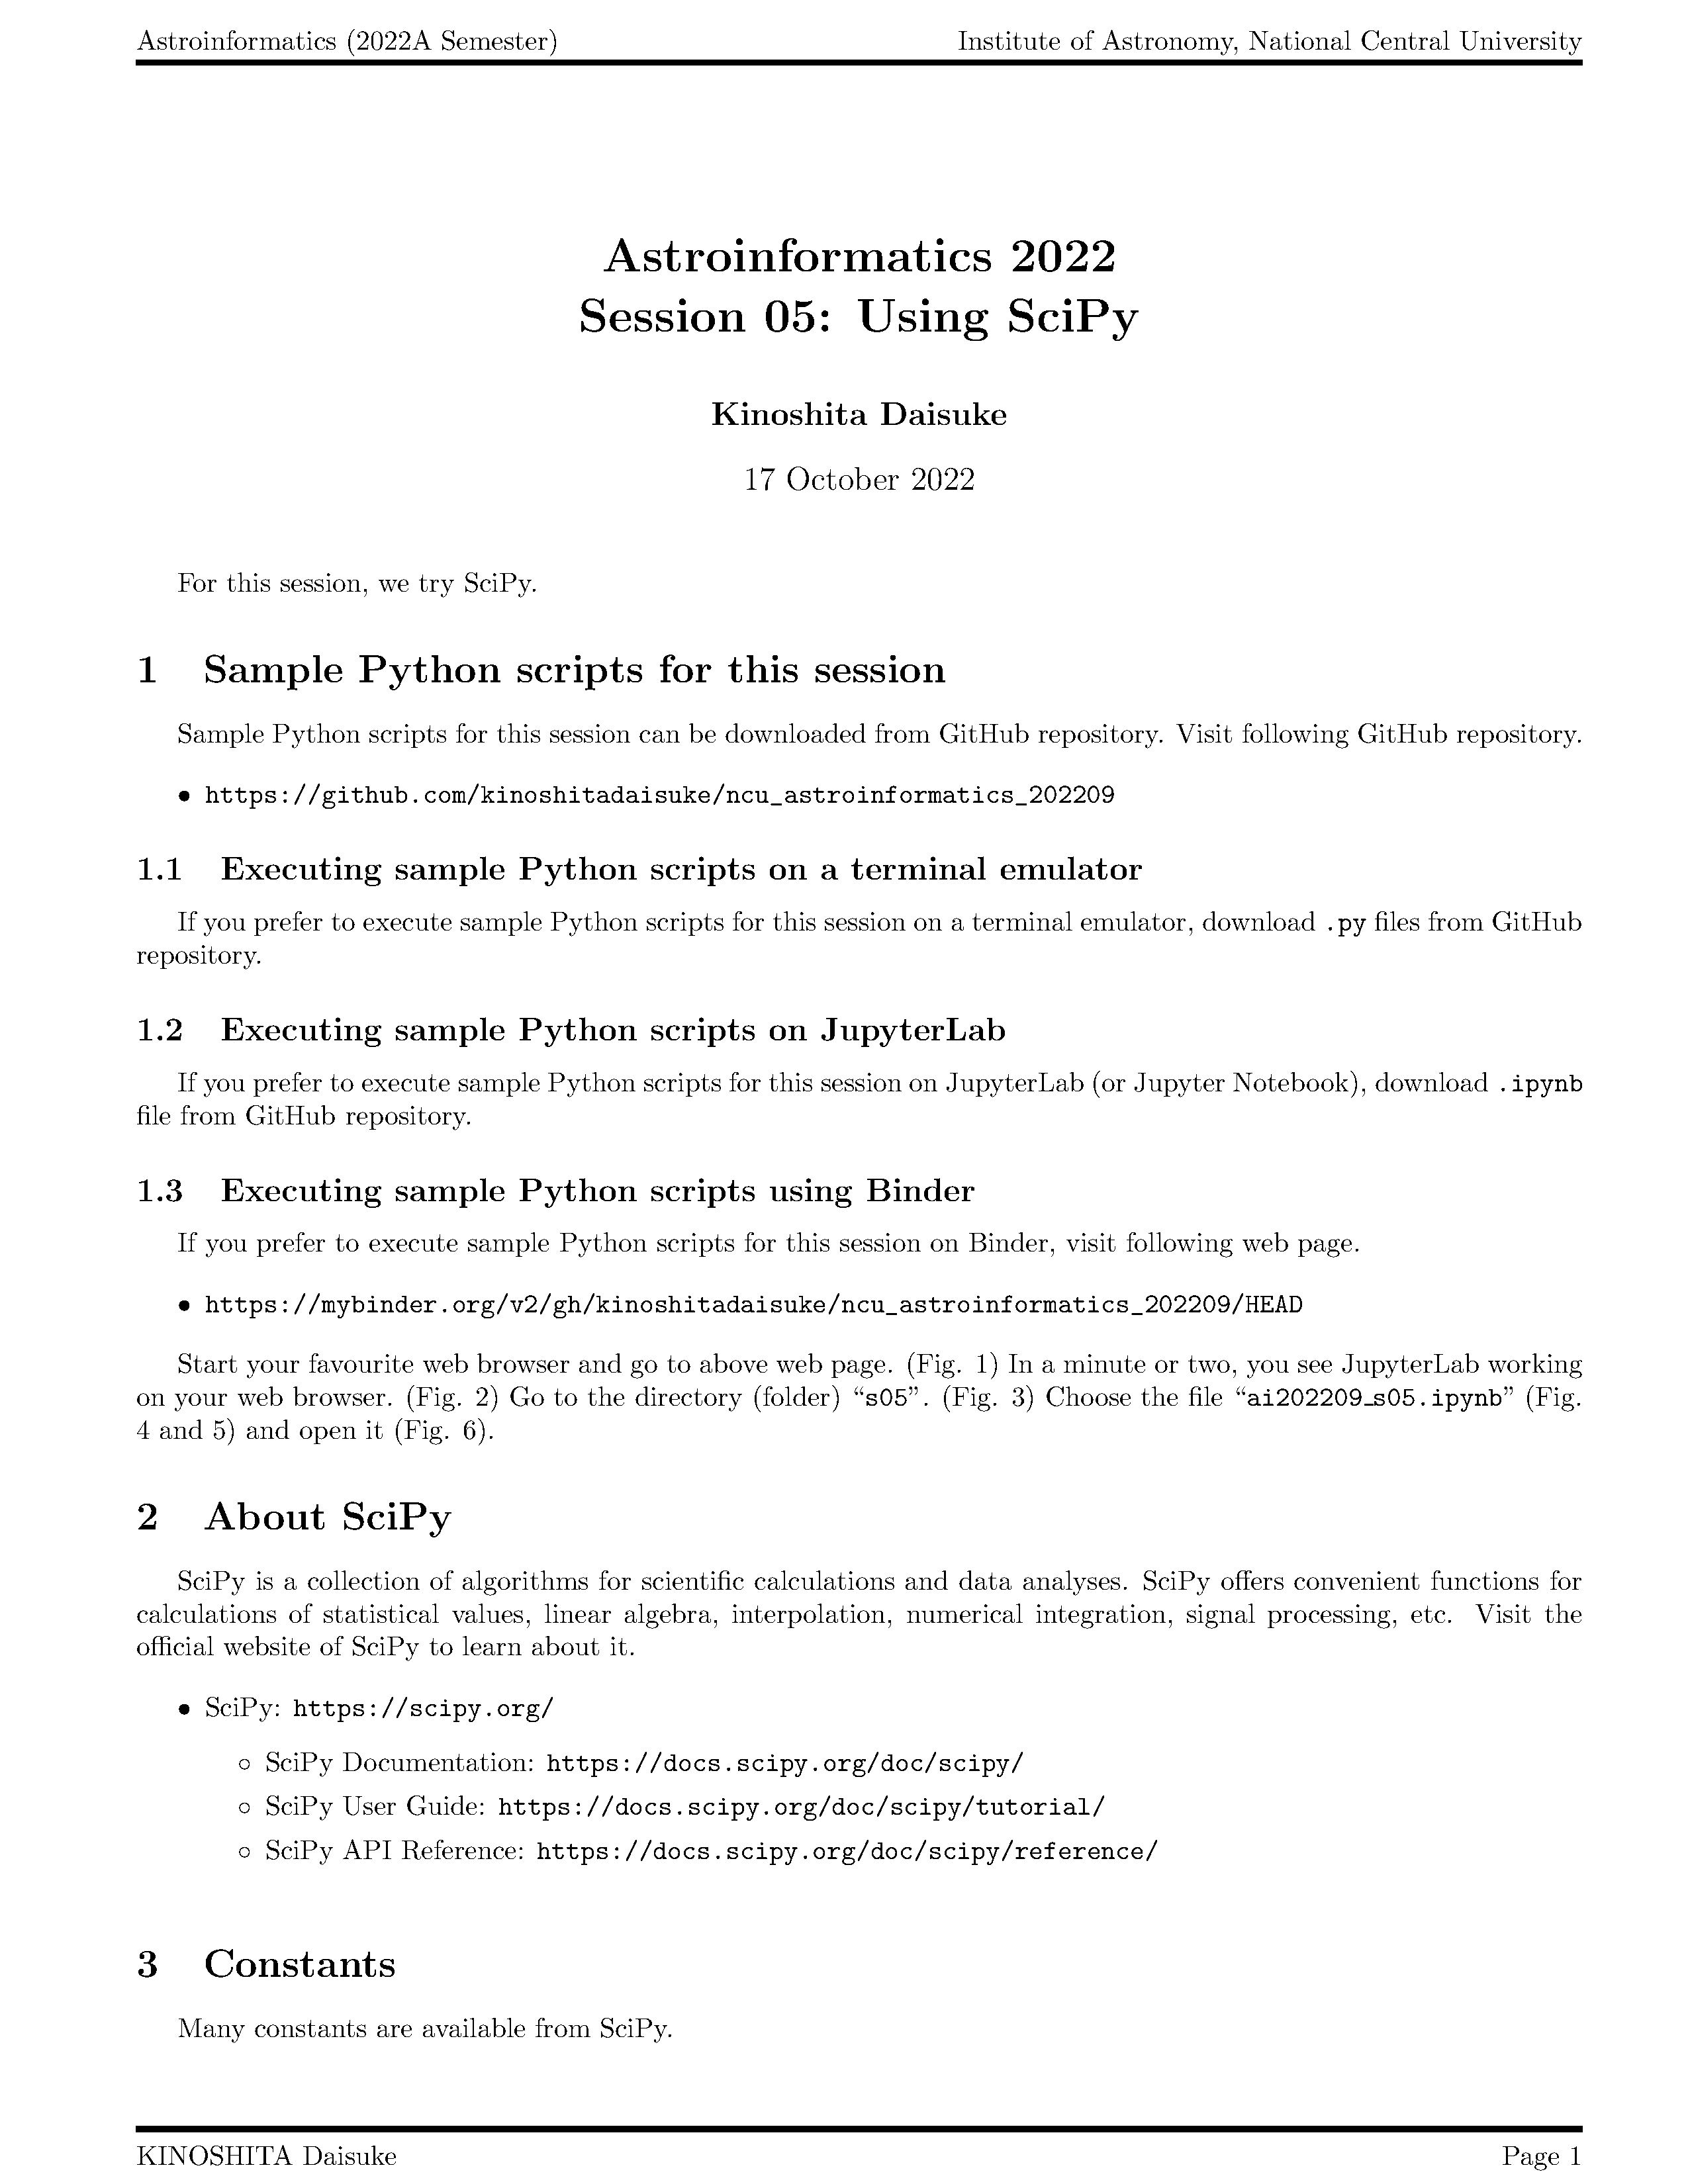 Astroinformatics (2022A Semester) Institute of Astronomy, National Central University
Astroinformatics 2022
Session 05: Using SciPy
Kinoshita Daisuke
17 October 2022
For this session, we try SciPy.
1 Sample Python scripts for this session
Sample Python scripts for this session can be downloaded from GitHub repository. Visit following GitHub repository.
• https://github.com/kinoshitadaisuke/ncu_astroinformatics_202209
1.1 Executing sample Python scripts on a terminal emulator
If you prefer to execute sample Python scripts for this session on a terminal emulator, download .py files from GitHub
repository.
1.2 Executing sample Python scripts on JupyterLab
If you prefer to execute sample Python scripts for this session on JupyterLab (or Jupyter Notebook), download .ipynb
file from GitHub repository.
1.3 Executing sample Python scripts using Binder
If you prefer to execute sample Python scripts for this session on Binder, visit following web page.
• https://mybinder.org/v2/gh/kinoshitadaisuke/ncu_astroinformatics_202209/HEAD
Start your favourite web browser and go to above web page. (Fig. 1) In a minute or two, you see JupyterLab working
on your web browser. (Fig. 2) Go to the directory (folder) “s05”. (Fig. 3) Choose the file “ai202209_s05.ipynb” (Fig.
4 and 5) and open it (Fig. 6).
2 About SciPy
SciPy is a collection of algorithms for scientific calculations and data analyses. SciPy offers convenient functions for
calculations of statistical values, linear algebra, interpolation, numerical integration, signal processing, etc. Visit the
official website of SciPy to learn about it.
• SciPy: https://scipy.org/
◦ SciPy Documentation: https://docs.scipy.org/doc/scipy/
◦ SciPy User Guide: https://docs.scipy.org/doc/scipy/tutorial/
◦ SciPy API Reference: https://docs.scipy.org/doc/scipy/reference/
3 Constants
Many constants are available from SciPy.
KINOSHITA Daisuke Page 1